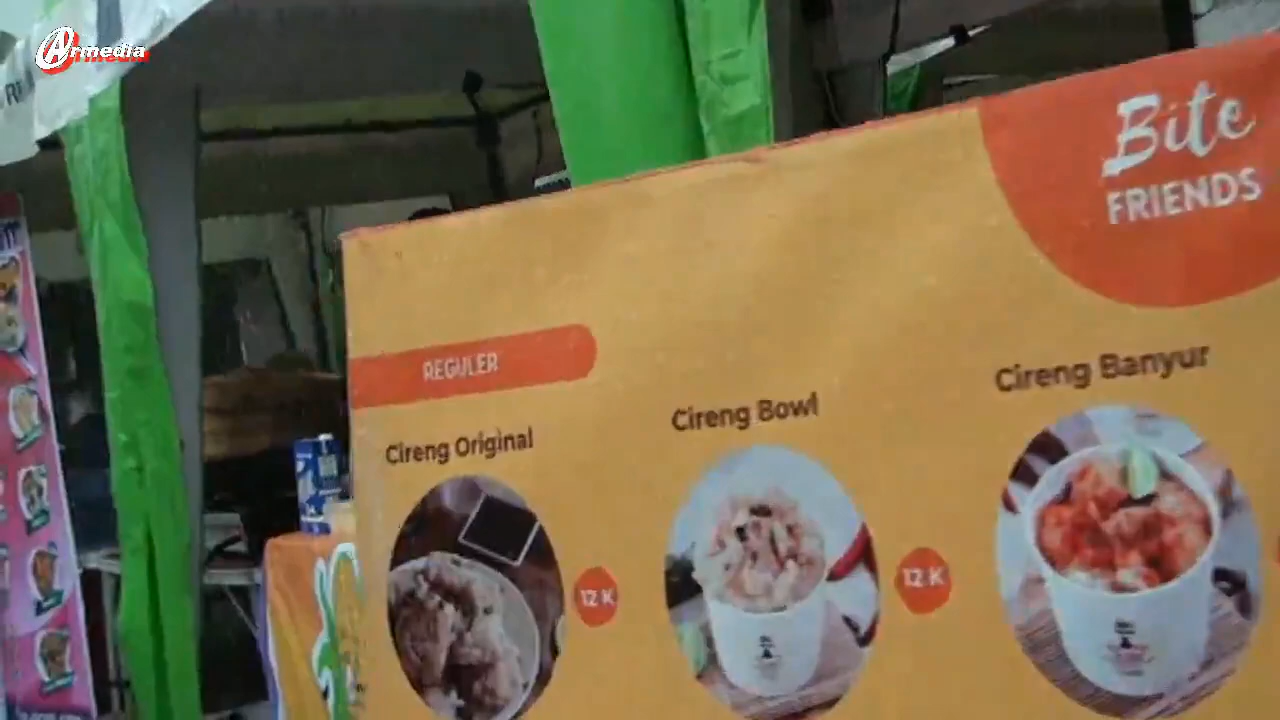 Armedia
Bite
FRIENDS
REGULER
Cireng Original
Cireng Bowl
Cireng Banyur
12 K
12 K